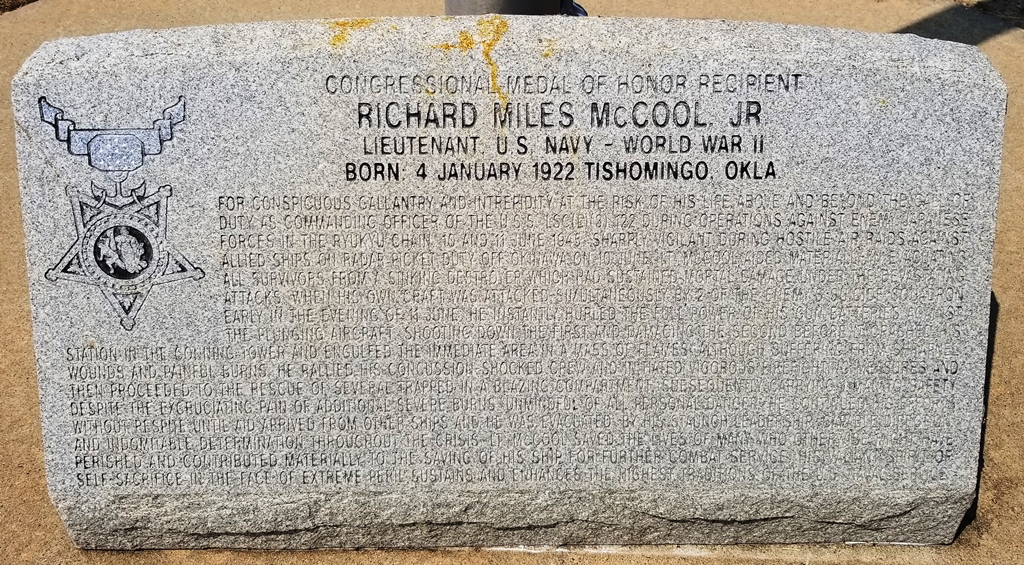 CONGRESSIONAL MEDAL OF HONOR RECIPIENT
RICHARD MILES McCOOL, JR
LIEUTENANT, U.S. NAVY - WORLD WAR II
BORN: 4 JANUARY 1922 TISHOMINGO, OKLA
FOR CONSPICUOUS GALLANTRY AND INTREPIDITY AT THE RISK OF HIS LIFE ABOVE AND BEYOND THE CALL OF
DUTY AS COMMANDING OFFICER OF THE U.S.S. LSC(L)(3) 122 DURING OPERATIONS AGAINST ENEMY JAPANESE
FORCES IN THE RYUKYU CHAIN, 10 AND 11 JUNE 1945. SHARPLY VIGILANT DURING HOSTILE AIR RAIDS AGAINST
ALLIED SHIPS ON RADAR PICKET DUTY OFF OKINAWA ON 10 JUNE, LT. McCOOL AIDED MATERIALLY IN EVACUATING
ALL SURVIVORS FROM A SINKING DESTROYER WHICH HAD SUSTAINED MORTAL DAMAGE UNDER THE DEVASTATING
ATTACKS. WHEN HIS OWN CRAFT WAS ATTACKED SIMULTANEOUSLY BY 2 OF THE ENEMY'S SUICIDE SQUADRON
EARLY IN THE EVENING OF 11 JUNE, HE INSTANTLY HURLED THE FULL POWER OF HIS GUN BATTERIES AGAINST
THE PLUNGING AIRCRAFT, SHOOTING DOWN THE FIRST AND DAMAGING THE SECOND BEFORE IT CRASHED HIS
STATION IN THE CONNING TOWER AND ENGULFED THE IMMEDIATE AREA IN A MASS OF FLAMES. ALTHOUGH SUFFERING FROM SHRAPNEL
WOUNDS AND PAINFUL BURNS, HE RALLIED HIS CONCUSSION-SHOCKED CREW AND INITIATED VIGOROUS FIREFIGHTING MEASURES AND
THEN PROCEEDED TO THE RESCUE OF SEVERAL TRAPPED IN A BLAZING COMPARTMENT, SUBSEQUENTLY CARRYING 1 MAN TO SAFETY
DESPITE THE EXCRUCIATING PAIN OF ADDITIONAL SEVERE BURNS. UNMINDFUL OF ALL PERSONAL DANGER, HE CONTINUED HIS EFFORTS
WITHOUT RESPITE UNTIL AID ARRIVED FROM OTHER SHIPS AND HE WAS EVACUATED. BY HIS STAUNCH LEADERSHIP, CAPABLE DIRECTION,
AND INDOMITABLE DETERMINATION THROUGHOUT THE CRISIS, LT. McCOOL SAVED THE LIVES OF MANY WHO OTHERWISE MIGHT HAVE
PERISHED AND CONTRIBUTED MATERIALLY TO THE SAVING OF HIS SHIP FOR FURTHER COMBAT SERVICE. HIS VALIANT SPIRIT OF
SELF-SACRIFICE IN THE FACE OF EXTREME PERIL SUSTAINS AND ENHANCES THE HIGHEST TRADITIONS OF THE U.S. NAVAL SERVICE.